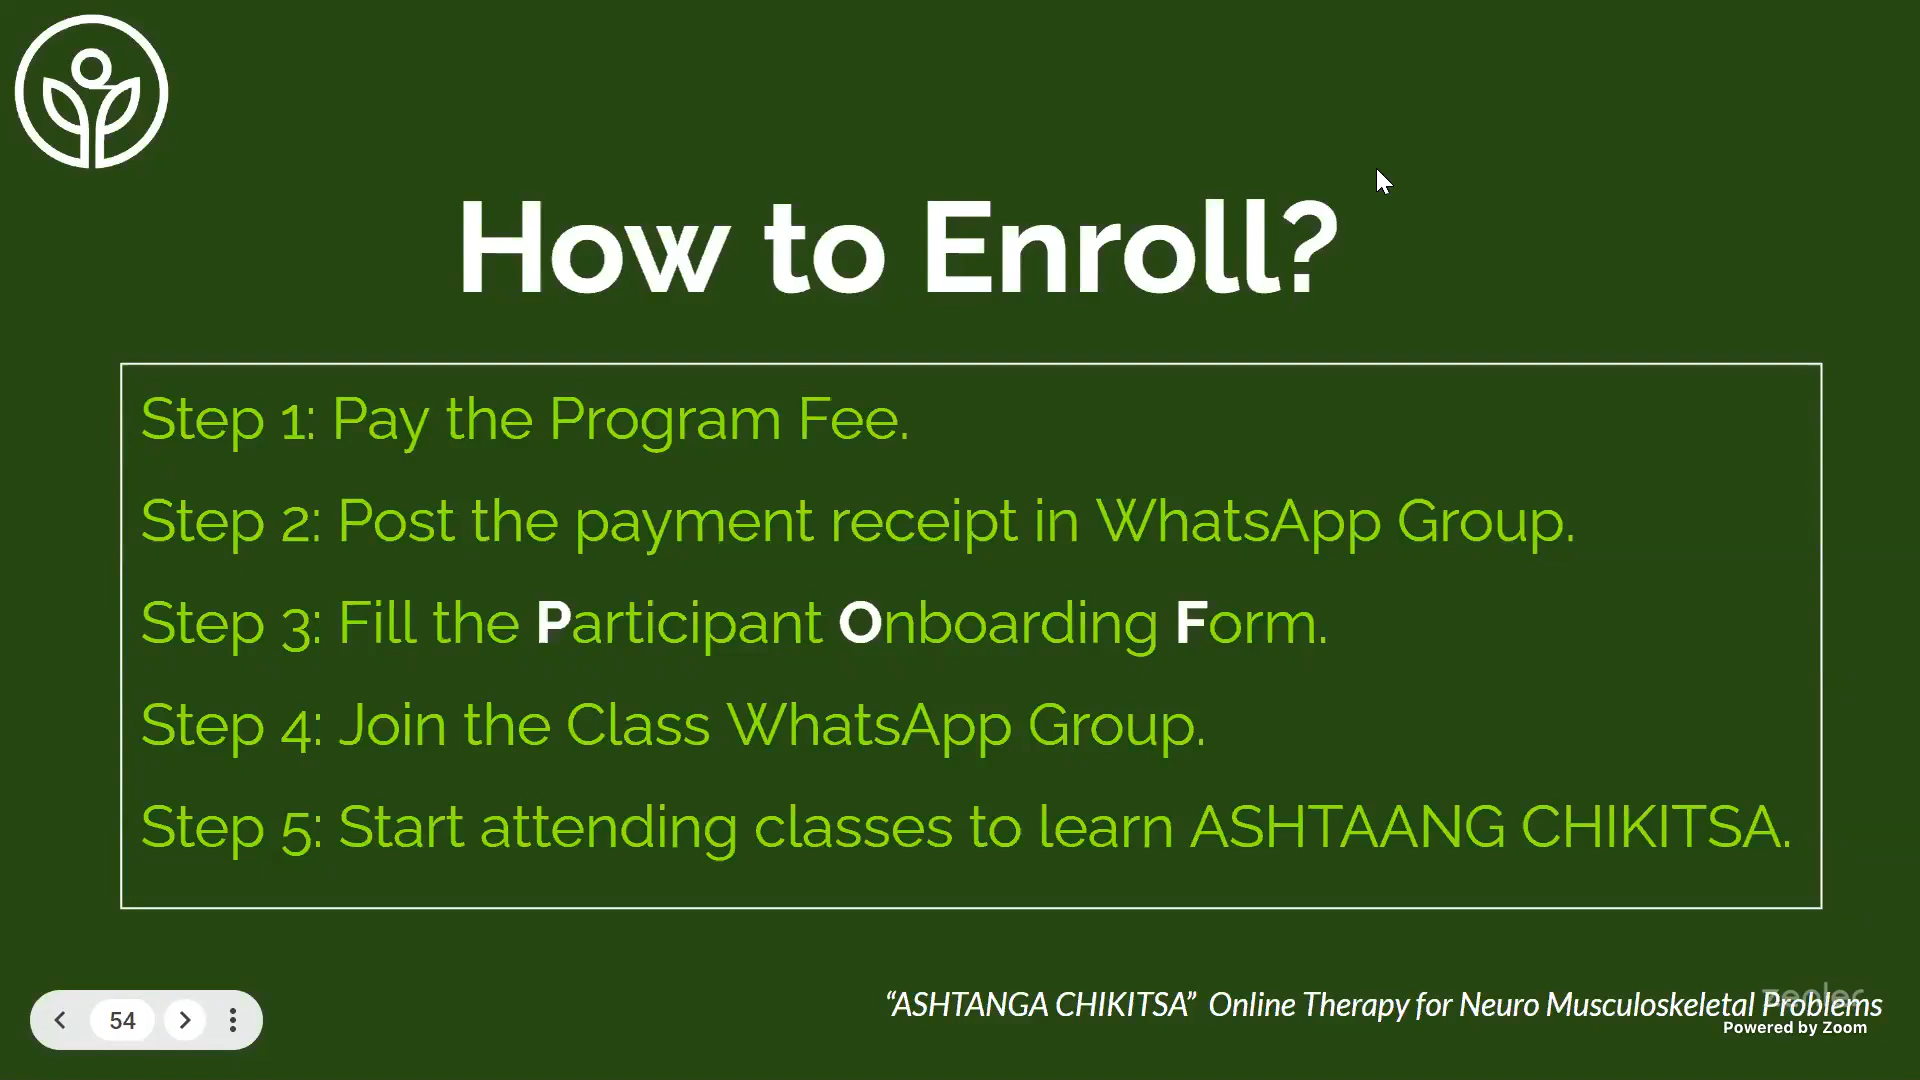 How to Enroll?
Step 1: Pay the Program Fee.
Step 2: Post the payment receipt in WhatsApp Group.
Step 3: Fill the Participant Onboarding Form.
Step 4: Join the Class WhatsApp Group.
Step 5: Start attending classes to learn ASHTAANG CHIKITSA.
“ASHTANGA CHIKITSA” Online Therapy for Neuro Musculoskeletal Problems
Powered by Zoom
54